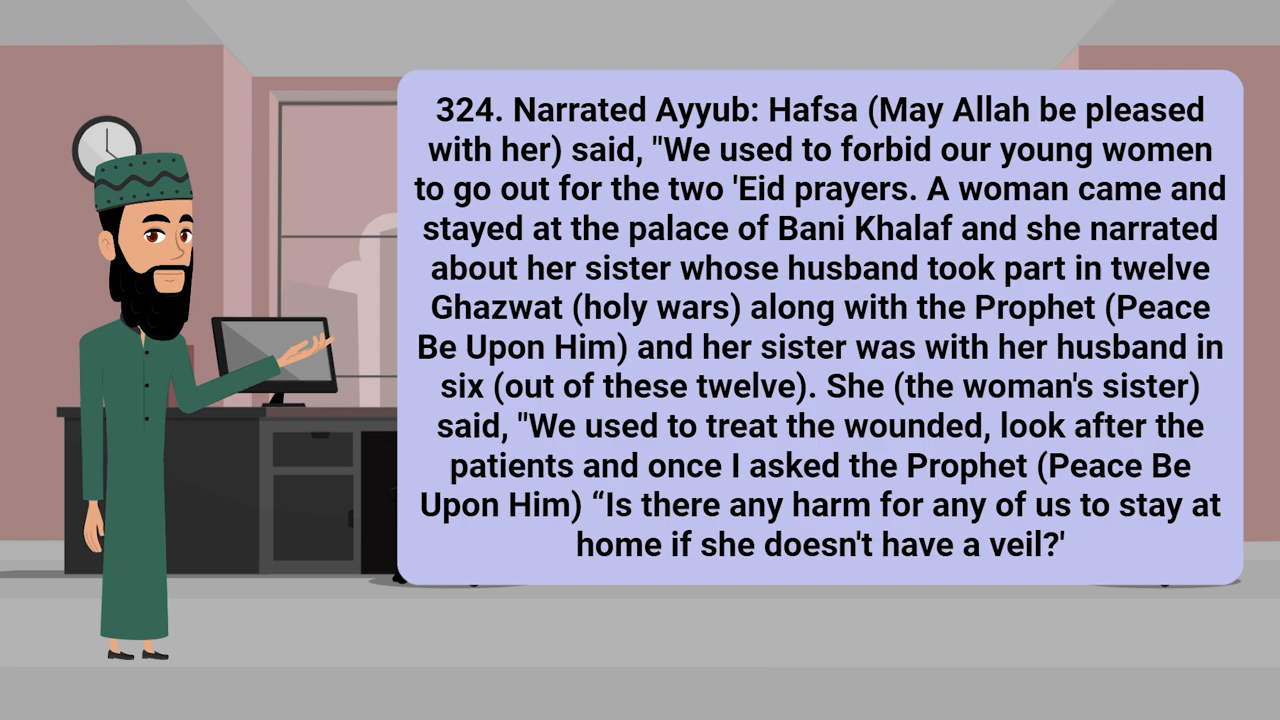 324. Narrated Ayyub: Hafsa (May Allah be pleased
with her) said, "We used to forbid our young women
to go out for the two 'Eid prayers. A woman came and
stayed at the palace of Bani Khalaf and she narrated
about her sister whose husband took part in twelve
Ghazwat (holy wars) along with the Prophet (Peace
Be Upon Him) and her sister was with her husband in
six (out of these twelve). She (the woman's sister)
said, "We used to treat the wounded, look after the
patients and once I asked the Prophet (Peace Be
Upon Him) “Is there any harm for any of us to stay at
home if she doesn't have a veil?'